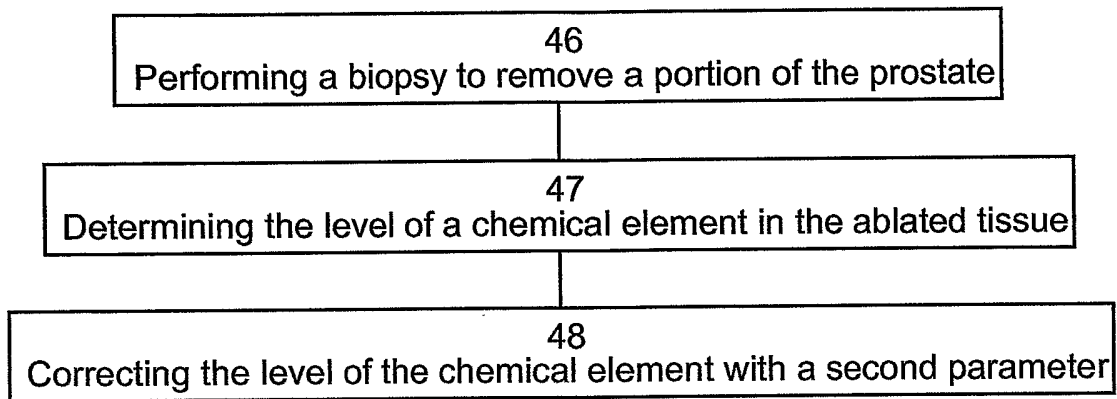 46
Performing a biopsy to remove a portion of the prostate
47
Determining the level of a chemical element in the ablated tissue
48
Correcting the level of the chemical element with a second parameter